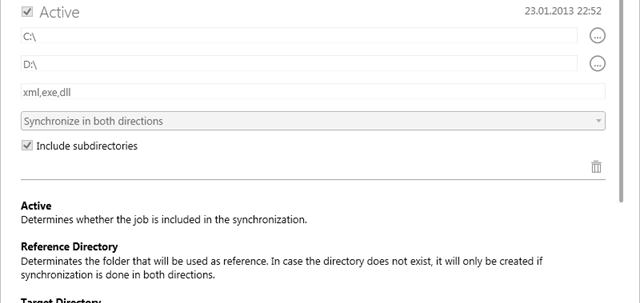 Active
23.01.2013 22:52
C:\
D:\
xml,exe,dll
Synchronize in both directions
Include subdirectories
Active
Determines whether the job is included in the synchronization.
Reference Directory
Determinates the folder that will be used as reference. In case the directory does not exist, it will only be created if
synchronization is done in both directions.
Target Directory